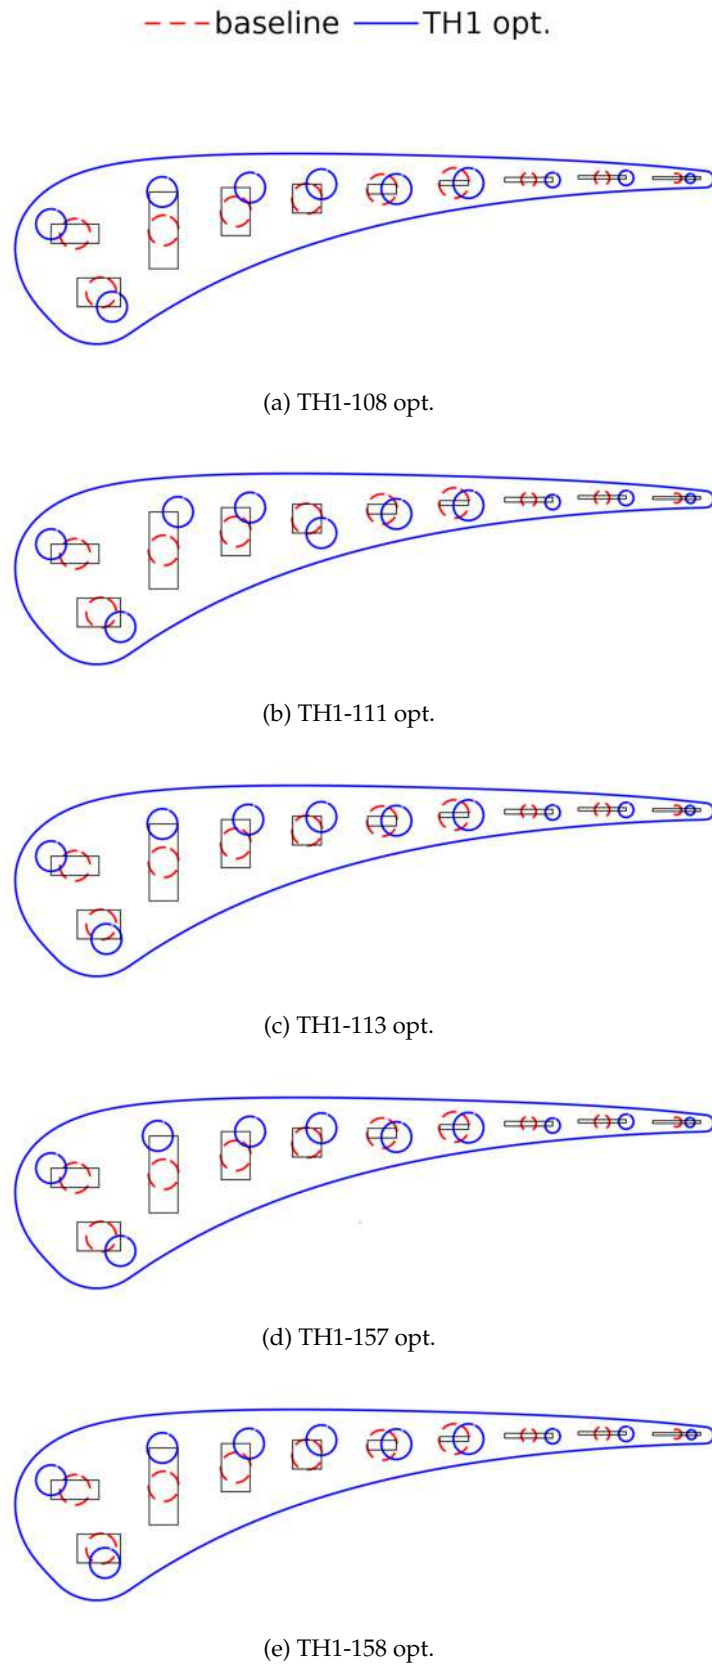 baseline TH1 opt.
(a) TH1-108 opt.
(b) TH1-111 opt.
(c) TH1-113 opt.
(d) TH1-157 opt.
(e) TH1-158 opt.